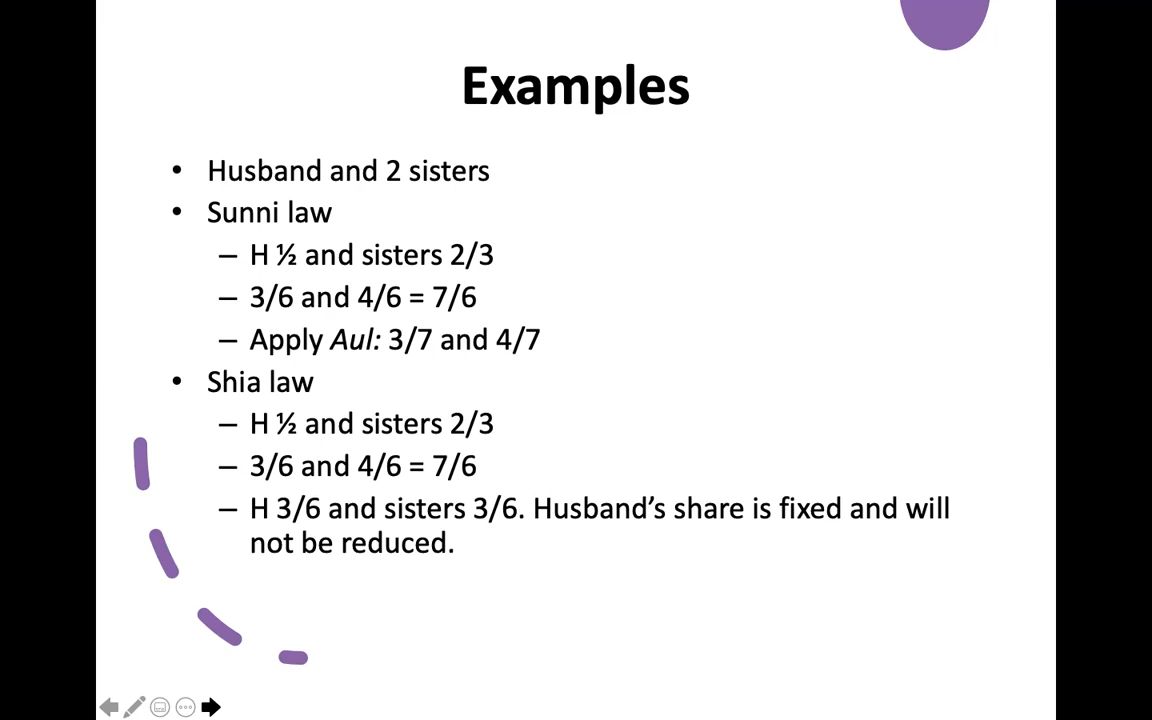 Examples
• Husband and 2 sisters
• Sunni law
– H ½ and sisters 2/3
– 3/6 and 4/6 = 7/6
– Apply Aul: 3/7 and 4/7
• Shia law
– H ½ and sisters 2/3
– 3/6 and 4/6 = 7/6
– H 3/6 and sisters 3/6. Husband’s share is fixed and will
not be reduced.